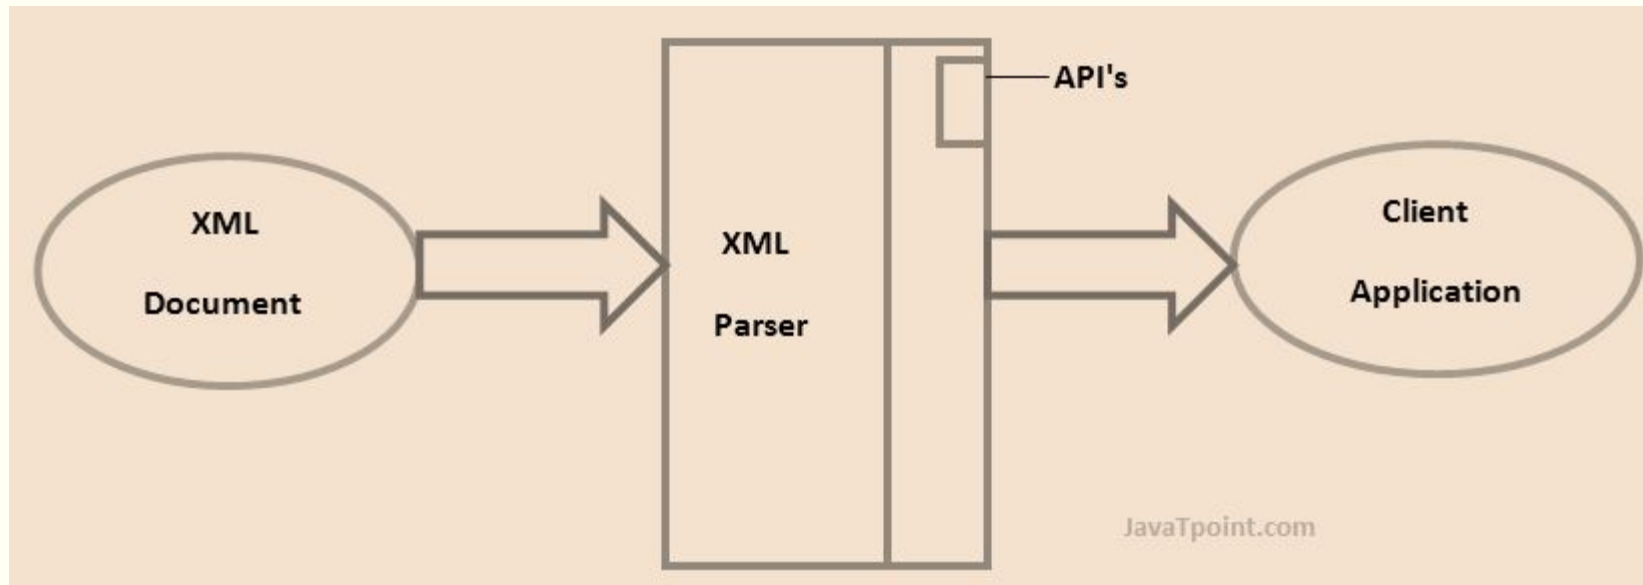 XML
Document
XML
Parser
API's
Client
Application
JavaTpoint.com